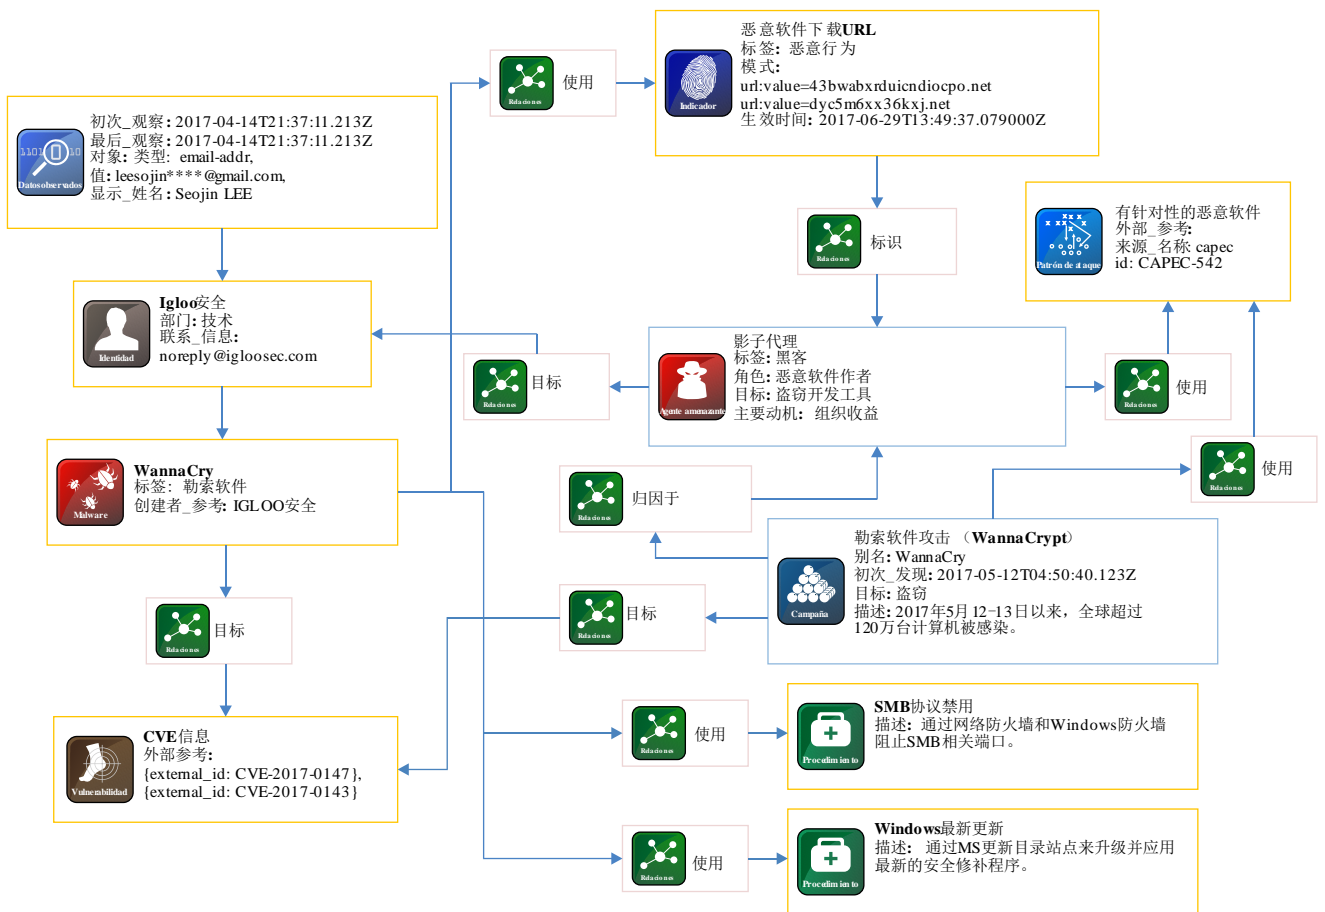 恶意软件下载URL
标签: 恶意行为
模式:
url:value=43bwabxrduicndiocpo.net
url:value=dyc5m6xx36kxj.net
生效时间: 2017-06-29T13:49:37.079000Z
Indicador
Relaciones
使用
初次_观察: 2017-04-14T21:37:11.213Z
最后_观察: 2017-04-14T21:37:11.213Z
对象: 类型: email-addr,
值: leesojin****@gmail.com,
显示_姓名: Seojin LEE
Datos observados
Relaciones
标识
有针对性的恶意软件
外部_参考:
来源_名称: capec
id: CAPEC-542
Patrón de ataque
Igloo安全
部门: 技术
联系_信息:
noreply@igloosec.com
Identidad
Relaciones
目标
影子代理
标签: 黑客
角色: 恶意软件作者
目标: 盗窃开发工具
主要动机: 组织收益
Agente amenazante
Relaciones
使用
WannaCry
标签: 勒索软件
创建者_参考: IGLOO安全
Malware
Relaciones
归因于
Relaciones
使用
勒索软件攻击 （WannaCrypt）
别名: WannaCry
初次_发现: 2017-05-12T04:50:40.123Z
目标: 盗窃
描述: 2017年5月12-13日以来，全球超过
120万台计算机被感染。
Campaña
Relaciones
目标
Relaciones
目标
CVE信息
外部参考:
{external_id: CVE-2017-0147},
{external_id: CVE-2017-0143}
Vulnerabilidad
Relaciones
使用
SMB协议禁用
描述: 通过网络防火墙和Windows防火墙
阻止SMB相关端口。
Procedimiento
Relaciones
使用
Windows最新更新
描述: 通过MS更新目录站点来升级并应用
最新的安全修补程序。
Procedimiento